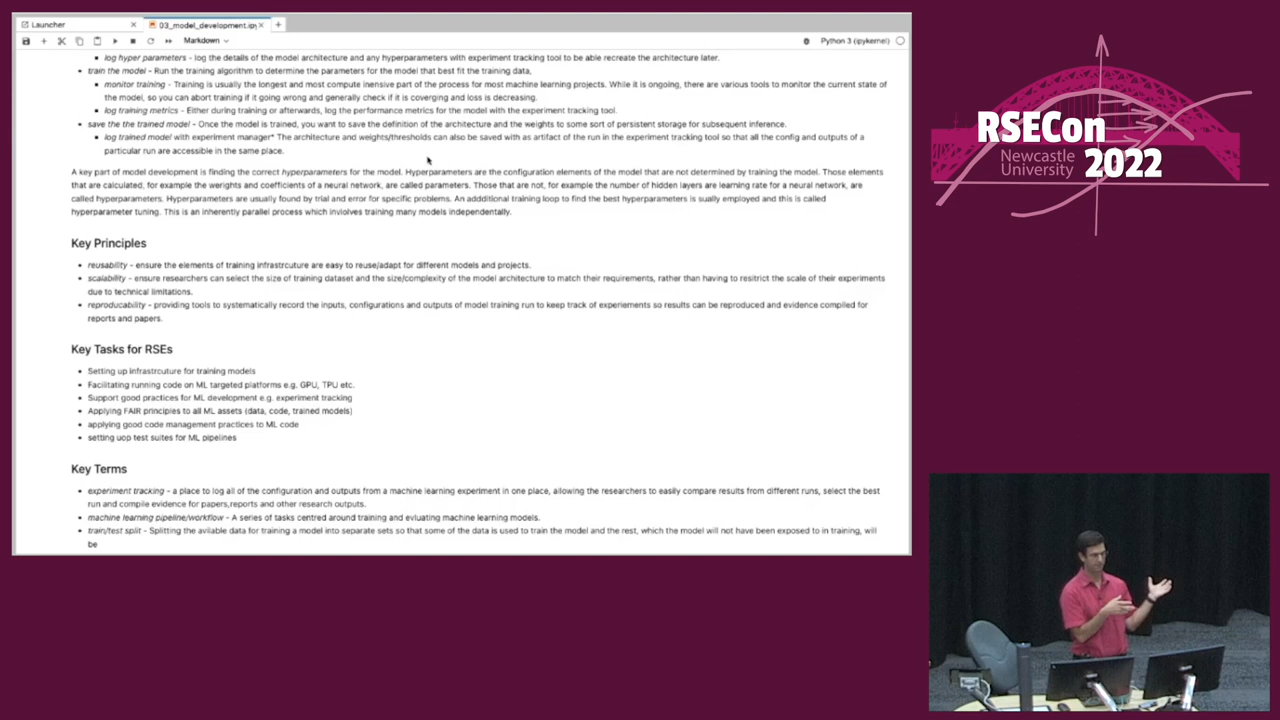 Launcher
03_model_development.ipy
Markdown
Python 3 (ipykernel)
log hyper parameters - log the details of the model architecture and any hyperparameters with experiment tracking tool to be able recreate the architecture later.
train the model - Run the training algorithm to determine the parameters for the model that best fit the training data,
monitor training - Training is usually the longest and most compute inensive part of the process for most machine learning projects. While it is ongoing, there are various tools to monitor the current state of
the model, so you can abort training if it going wrong and generally check if it is coverging and loss is decreasing.
log training metrics - Either during training or afterwards, log the performance metrics for the model with the experiment tracking tool.
save the the trained model - Once the model is trained, you want to save the definition of the architecture and the weights to some sort of persistent storage for subsequent inference.
log trained model with experiment manager* The architecture and weights/thresholds can also be saved with as artifact of the run in the experiment tracking tool so that all the config and outputs of a
particular run are accessible in the same place.
A key part of model development is finding the correct hyperparameters for the model. Hyperparameters are the configuration elements of the model that are not determined by training the model. Those elements
that are calculated, for example the weights and coefficients of a neural network, are called parameters. Those that are not, for example the number of hidden layers are learning rate for a neural network, are
called hyperparameters. Hyperparameters are usually found by trial and error for specific problems. An addditional training loop to find the best hyperparameters is sually employed and this is called
hyperparameter tuning. This is an inherently parallel process which inviolves training many models independentally.
Key Principles
reusability - ensure the elements of training infrastrcuture are easy to reuse/adapt for different models and projects.
scalability - ensure researchers can select the size of training dataset and the size/complexity of the model architecture to match their requirements, rather than having to resitrict the scale of their experiments
due to technical limitations.
reproducability - providing tools to systematically record the inputs, configurations and outputs of model training run to keep track of experiements so results can be reproduced and evidence compiled for
reports and papers.
Key Tasks for RSEs
Setting up infrastrcuture for training models
Facilitating running code on ML targeted platforms e.g. GPU, TPU etc.
Support good practices for ML development e.g. experiment tracking
Applying FAIR principles to all ML assets (data, code, trained models)
applying good code management practices to ML code
setting uop test suites for ML pipelines
Key Terms
experiment tracking - a place to log all of the configuration and outputs from a machine learning experiment in one place, allowing the researchers to easily compare results from different runs, select the best
run and compile evidence for papers,reports and other research outputs.
machine learning pipeline/workflow - A series of tasks centred around training and evluating machine learning models.
train/test split - Splitting the avilable data for training a model into separate sets so that some of the data is used to train the model and the rest, which the model will not have been exposed to in training, will
be
RSECon
Newcastle
University
2022